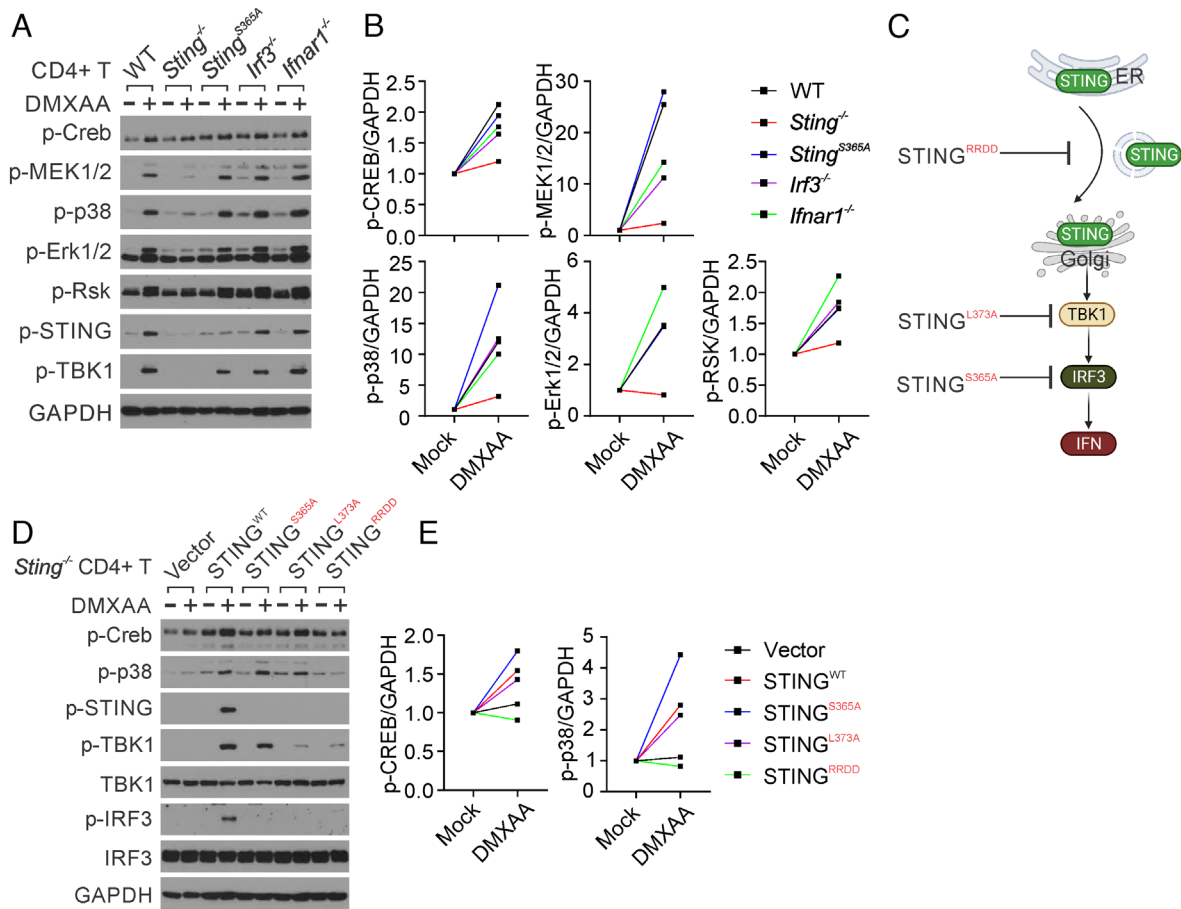 A
WT
Sting-/-
StingS365A
Irf3-/-
Ifnar1-/-
CD4+ T
DMXAA
− + − + − + − + − +
p-Creb
p-MEK1/2
p-p38
p-Erk1/2
p-Rsk
p-STING
p-TBK1
GAPDH
B
p-CREB/GAPDH
2.5
2.0
1.5
1.0
0.5
0.0
p-MEK1/2/GAPDH
30
20
10
0
WT
Sting-/-
StingS365A
Irf3-/-
Ifnar1-/-
p-p38/GAPDH
25
20
15
10
5
0
Mock
DMXAA
p-Erk1/2/GAPDH
6
4
2
0
Mock
DMXAA
p-RSK/GAPDH
2.5
2.0
1.5
1.0
0.5
0.0
Mock
DMXAA
C
STING
ER
STINGRRDD
STING
STING
Golgi
STINGL373A
TBK1
STINGS365A
IRF3
IFN
D
Vector
STINGWT
STINGS365A
STINGL373A
STINGRRDD
Sting-/- CD4+ T
DMXAA
− + − + − + − + − +
p-Creb
p-p38
p-STING
p-TBK1
TBK1
p-IRF3
IRF3
GAPDH
E
p-CREB/GAPDH
2.0
1.5
1.0
0.5
0.0
Mock
DMXAA
p-p38/GAPDH
5
4
3
2
1
0
Mock
DMXAA
Vector
STINGWT
STINGS365A
STINGL373A
STINGRRDD